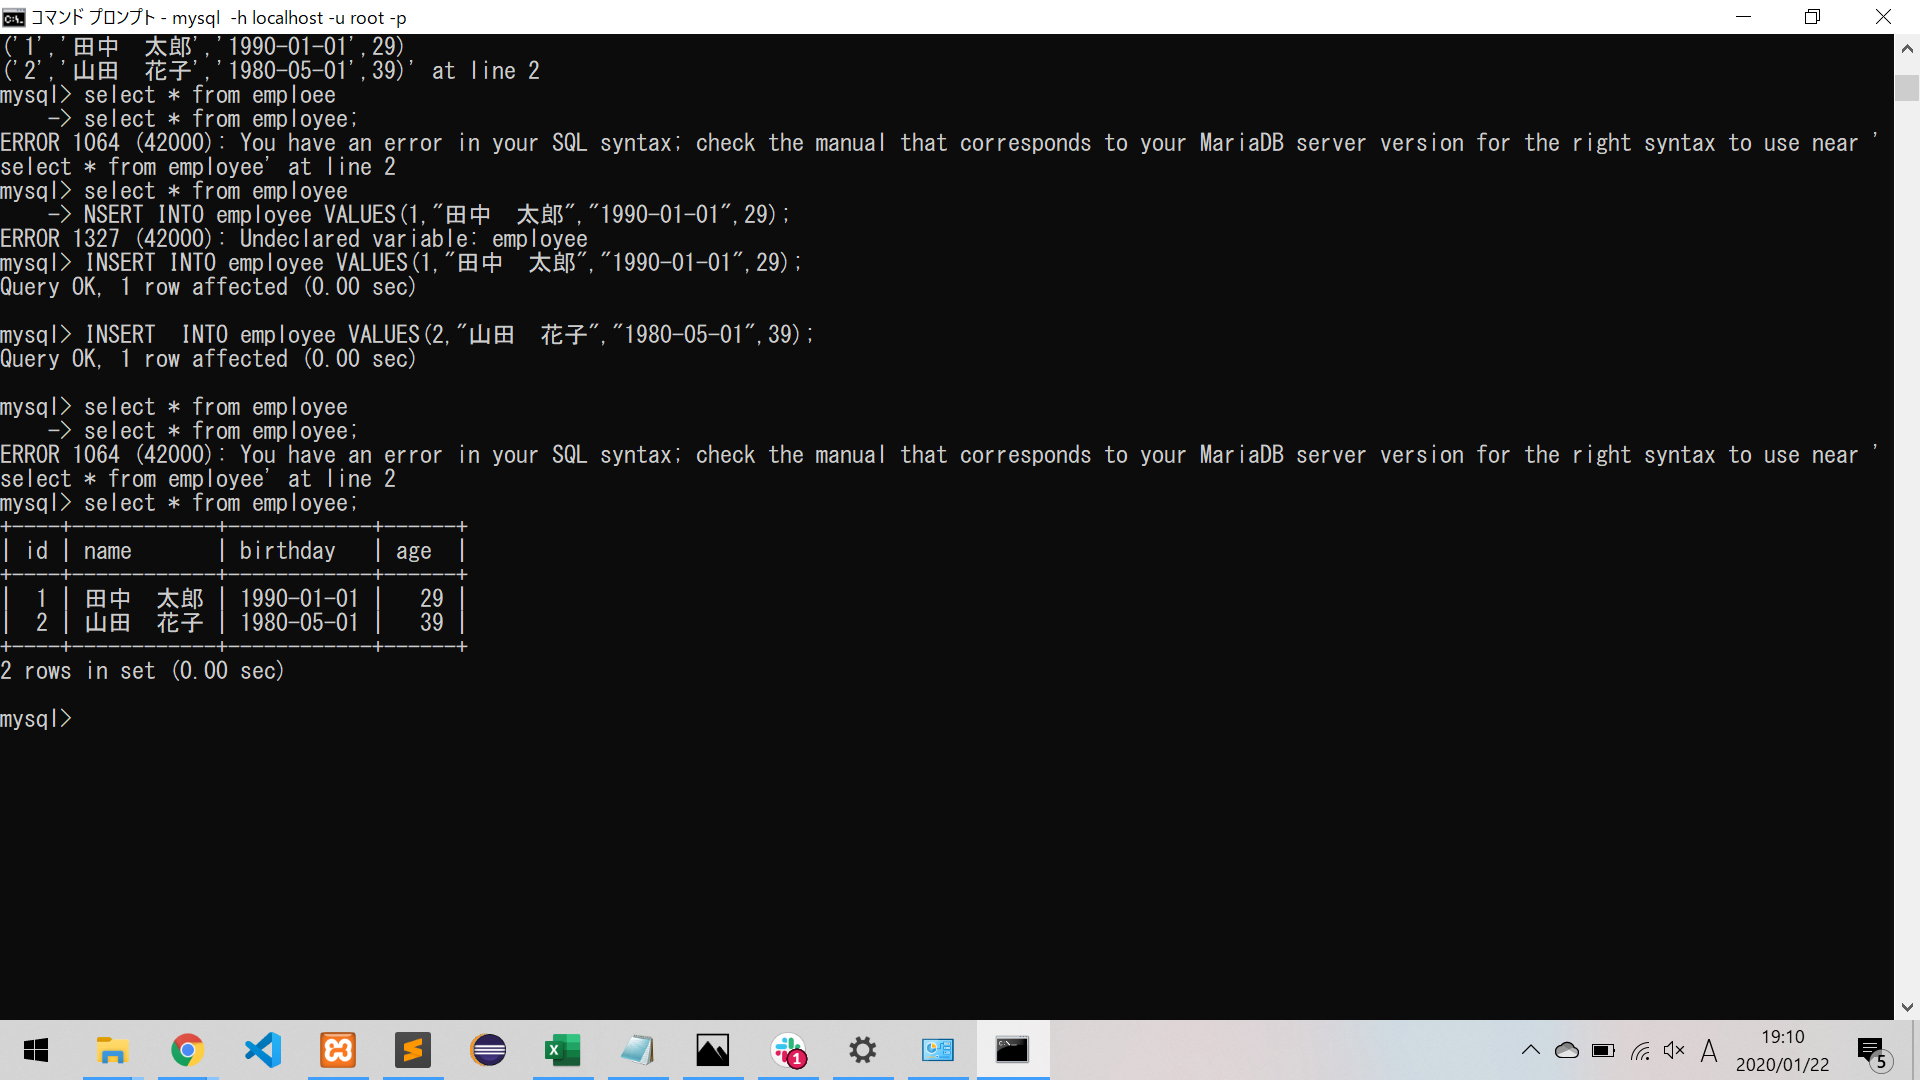 コマンド プロンプト - mysql  -h localhost -u root -p
('1','田中　太郎','1990-01-01',29)
('2','山田　花子','1980-05-01',39)' at line 2
mysql> select * from emploee
    -> select * from employee;
ERROR 1064 (42000): You have an error in your SQL syntax; check the manual that corresponds to your MariaDB server version for the right syntax to use near '
select * from employee' at line 2
mysql> select * from employee
    -> NSERT INTO employee VALUES(1,"田中　太郎","1990-01-01",29);
ERROR 1327 (42000): Undeclared variable: employee
mysql> INSERT INTO employee VALUES(1,"田中　太郎","1990-01-01",29);
Query OK, 1 row affected (0.00 sec)
mysql> INSERT  INTO employee VALUES(2,"山田　花子","1980-05-01",39);
Query OK, 1 row affected (0.00 sec)
mysql> select * from employee
    -> select * from employee;
ERROR 1064 (42000): You have an error in your SQL syntax; check the manual that corresponds to your MariaDB server version for the right syntax to use near '
select * from employee' at line 2
mysql> select * from employee;
+----+------------+------------+------+
| id | name       | birthday   | age  |
+----+------------+------------+------+
|  1 | 田中　太郎 | 1990-01-01 |   29 |
|  2 | 山田　花子 | 1980-05-01 |   39 |
+----+------------+------------+------+
2 rows in set (0.00 sec)
mysql>
1
A
19:10
2020/01/22
5